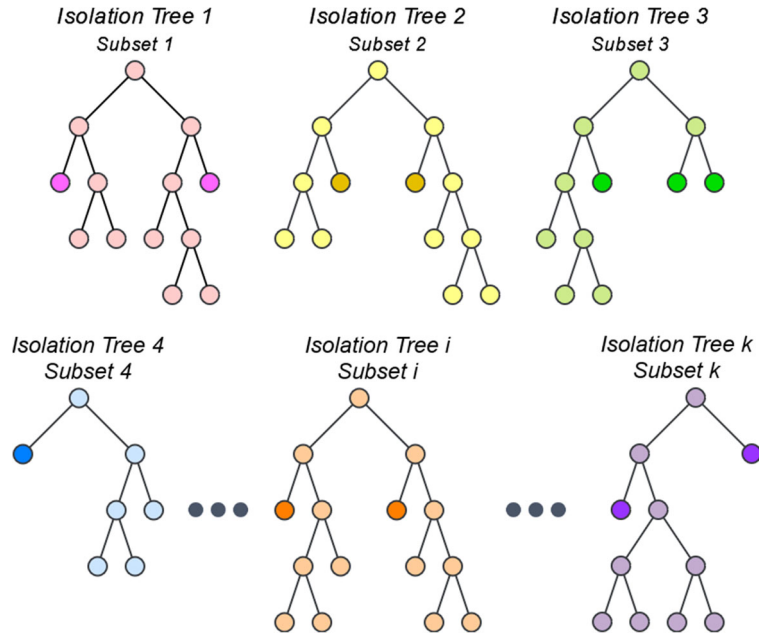 Isolation Tree 1
Subset 1
Isolation Tree 2
Subset 2
Isolation Tree 3
Subset 3
Isolation Tree 4
Subset 4
Isolation Tree i
Subset i
Isolation Tree k
Subset k